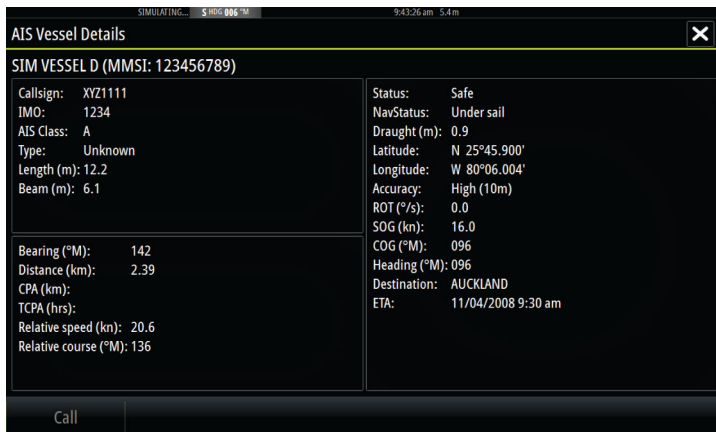 SIMULATING... S HDG 006 °M 9:43:26 am 5.4 m
AIS Vessel Details
SIM VESSEL D (MMSI: 123456789)
Callsign: XYZ1111
IMO: 1234
AIS Class: A
Type: Unknown
Length (m): 12.2
Beam (m): 6.1
Bearing (°M): 142
Distance (km): 2.39
CPA (km):
TCPA (hrs):
Relative speed (kn): 20.6
Relative course (°M): 136
Status: Safe
NavStatus: Under sail
Draught (m): 0.9
Latitude: N 25°45.900'
Longitude: W 80°06.004'
Accuracy: High (10m)
ROT (°/s): 0.0
SOG (kn): 16.0
COG (°M): 096
Heading (°M): 096
Destination: AUCKLAND
ETA: 11/04/2008 9:30 am
Call